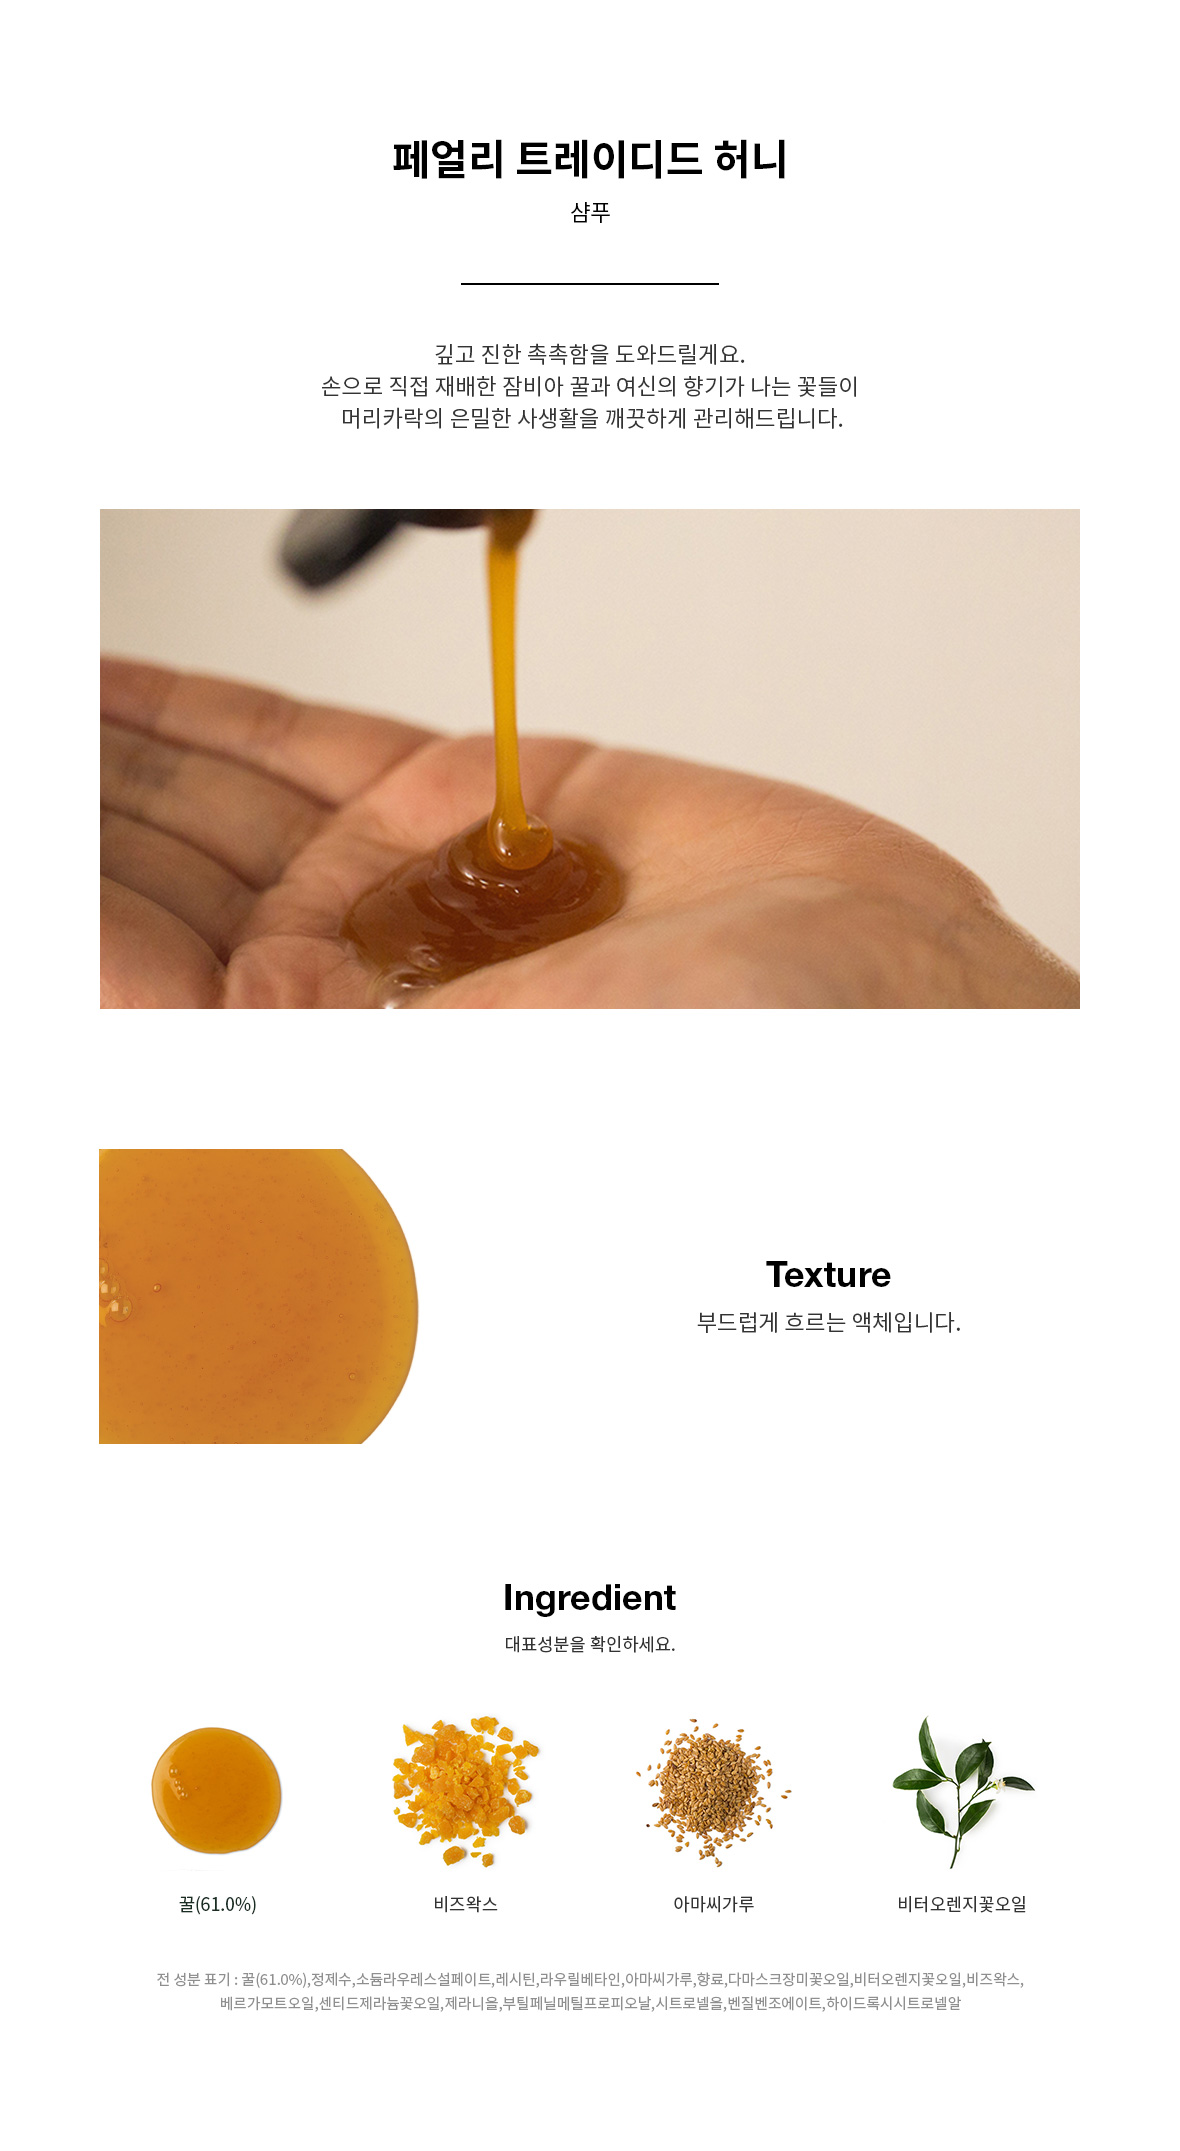 페얼리 트레이디드 허니
샴푸
깊고 진한 촉촉함을 도와드릴게요.
손으로 직접 재배한 잠비아 꿀과 여신의 향기가 나는 꽃들이
머리카락의 은밀한 사생활을 깨끗하게 관리해드립니다.
Texture
부드럽게 흐르는 액체입니다.
Ingredient
대표성분을 확인하세요.
꿀(61.0%)
비즈왁스
아마씨가루
비터오렌지꽃오일
전 성분 표기 : 꿀(61.0%),정제수,소듐라우레스설페이트,레시틴,라우릴베타인,아마씨가루,향료,다마스크장미꽃오일,비터오렌지꽃오일,비즈왁스,
베르가모트오일,센티드제라늄꽃오일,제라니올,부틸페닐메틸프로피오날,시트로넬올,벤질벤조에이트,하이드록시시트로넬알